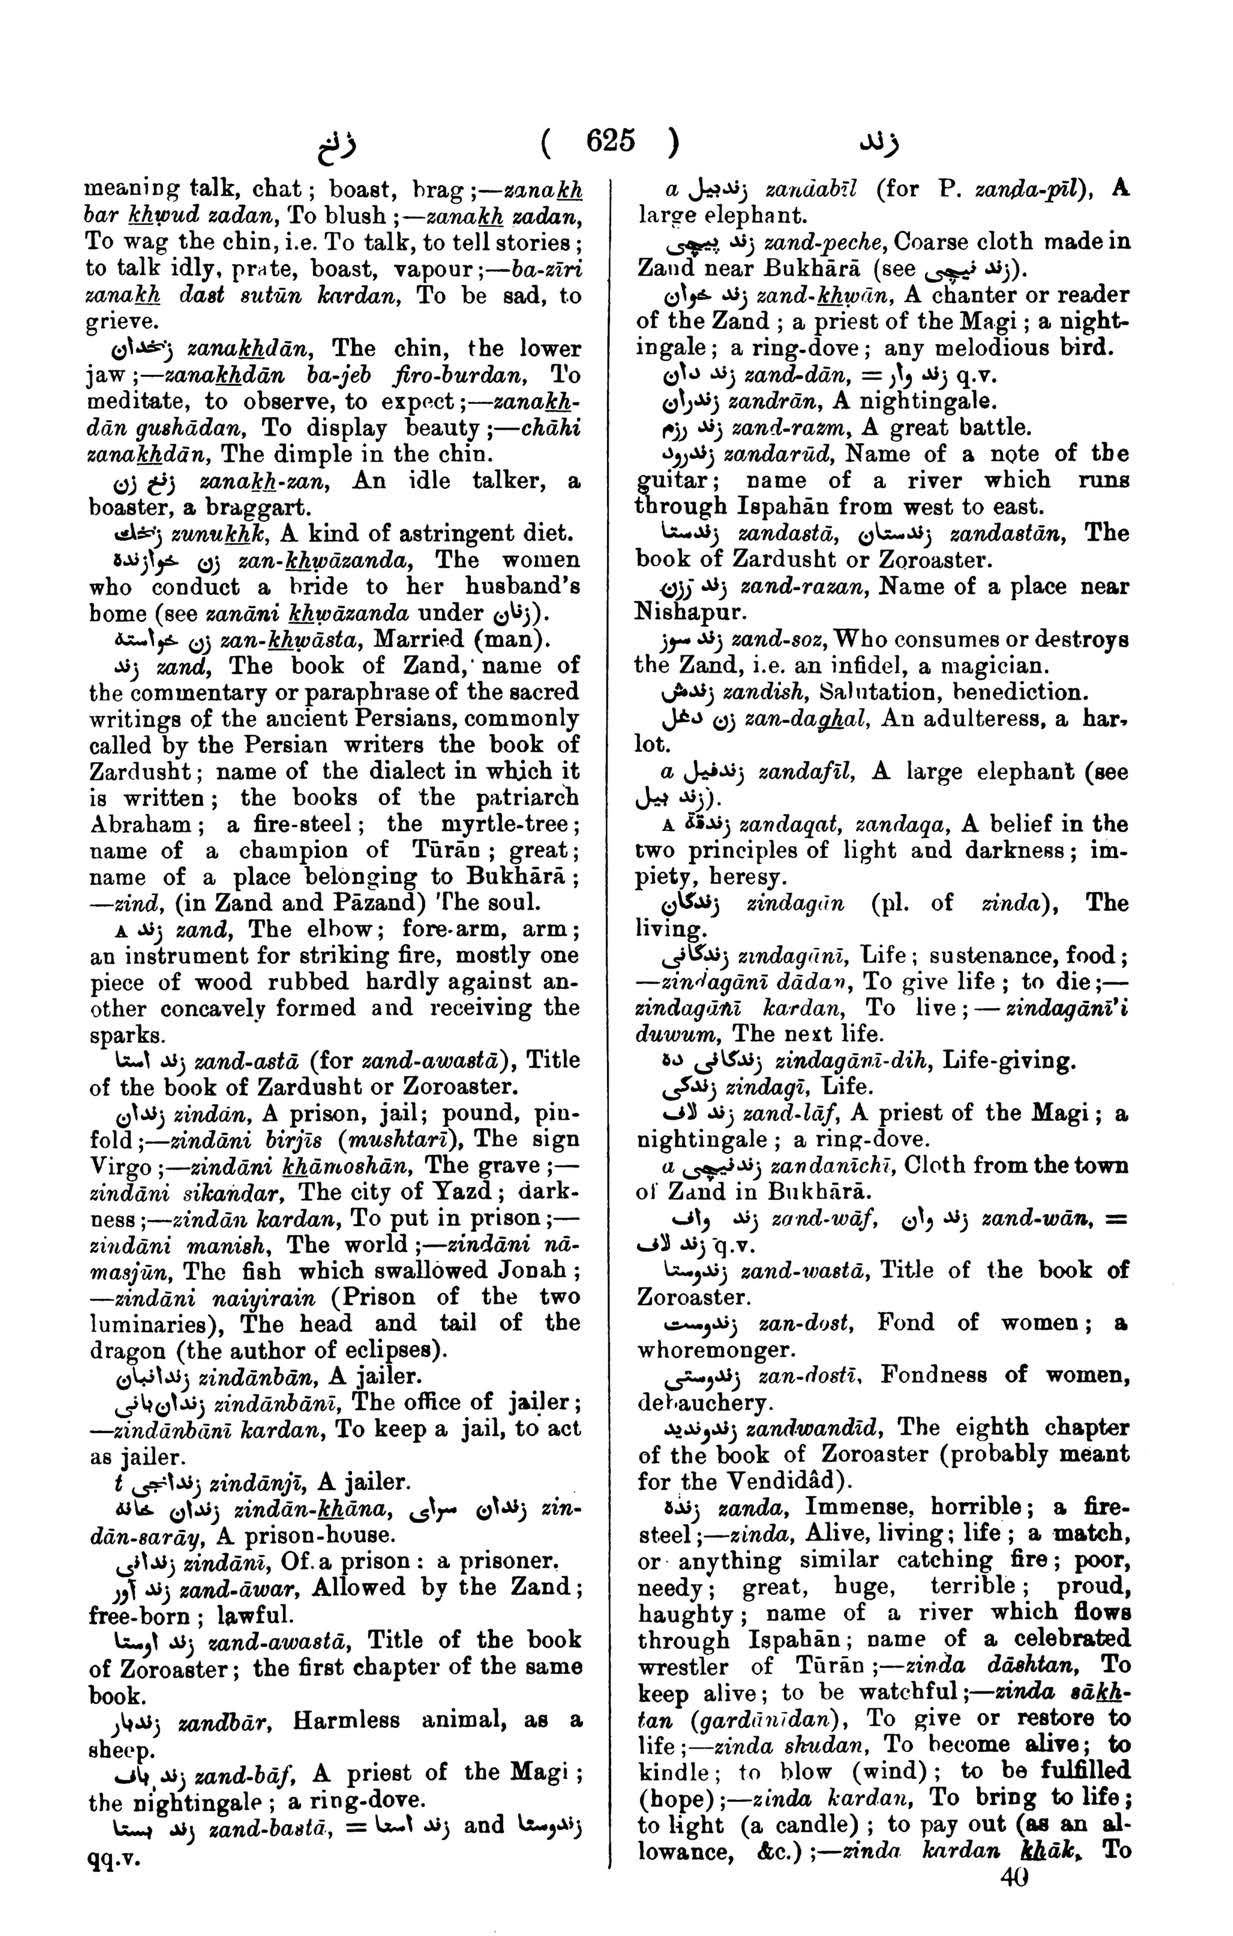 زنخ ( 625 ) زند
meaning talk, chat; boast, brag;—zanakh
bar khwud zadan, To blush;—zanakh zadan,
To wag the chin, i.e. To talk, to tell stories;
to talk idly, prate, boast, vapour;—ba-zīri
zanakh dast sutūn kardan, To be sad, to
grieve.
زنخدان zanakhdān, The chin, the lower
jaw;—zanakhdān ba-jeb firo-burdan, To
meditate, to observe, to expect;—zanakh-
dān gushādan, To display beauty;—chāhi
zanakhdān, The dimple in the chin.
زنخ زن zanakh-zan, An idle talker, a
boaster, a braggart.
زنخك zunukhk, A kind of astringent diet.
زن خوازنده zan-khwāzanda, The women
who conduct a bride to her husband's
home (see zanāni khwāzanda under زنان).
زن خواسته zan-khwāsta, Married (man).
زند zand, The book of Zand, name of
the commentary or paraphrase of the sacred
writings of the ancient Persians, commonly
called by the Persian writers the book of
Zardusht; name of the dialect in which it
is written; the books of the patriarch
Abraham; a fire-steel; the myrtle-tree;
name of a champion of Tūrān; great;
name of a place belonging to Bukhārā;
—zind, (in Zand and Pāzand) The soul.
A زند zand, The elbow; fore-arm, arm;
an instrument for striking fire, mostly one
piece of wood rubbed hardly against an-
other concavely formed and receiving the
sparks.
زند استا zand-astā (for zand-awastā), Title
of the book of Zardusht or Zoroaster.
زندان zindān, A prison, jail; pound, pin-
fold;—zindāni birjīs (mushtarī), The sign
Virgo;—zindāni khāmoshān, The grave;—
zindāni sikandar, The city of Yazd; dark-
ness;—zindān kardan, To put in prison;—
zindāni manish, The world;—zindāni nā-
masjūn, The fish which swallowed Jonah;
—zindāni naiyirain (Prison of the two
luminaries), The head and tail of the
dragon (the author of eclipses).
زندانبان zindānbān, A jailer.
زندان بانی zindānbānī, The office of jailer;
—zindānbānī kardan, To keep a jail, to act
as jailer.
t زندانجی zindānjī, A jailer.
زندان خانه zindān-khāna, زندان سرای zin-
dān-sarāy, A prison-house.
زندانی zindānī, Of a prison: a prisoner.
زند آور zand-āwar, Allowed by the Zand;
free-born; lawful.
زند اوستا zand-awastā, Title of the book
of Zoroaster; the first chapter of the same
book.
زندبار zandbār, Harmless animal, as a
sheep.
زند باف zand-bāf, A priest of the Magi;
the nightingale; a ring-dove.
زند بستا zand-bastā, = زند استا and زندوستا
qq.v.
a زندبيل zandabīl (for P. zanda-pīl), A
large elephant.
زند پيچی zand-peche, Coarse cloth made in
Zand near Bukhārā (see زند نيچی).
زند خوان zand-khwān, A chanter or reader
of the Zand; a priest of the Magi; a night-
ingale; a ring-dove; any melodious bird.
زند دان zand-dān, = زند وار q.v.
زندران zandrān, A nightingale.
زند رزم zand-razm, A great battle.
زندرود zandarūd, Name of a note of the
guitar; name of a river which runs
through Ispahān from west to east.
زندستا zandastā, زندستان zandastān, The
book of Zardusht or Zoroaster.
زند رزن zand-razan, Name of a place near
Nishapur.
زند سوز zand-soz, Who consumes or destroys
the Zand, i.e. an infidel, a magician.
زندش zandish, Salutation, benediction.
زن دغل zan-daghal, An adulteress, a har-
lot.
a زندفيل zandafīl, A large elephant (see
زند بيل).
A زندقة zandaqat, zandaqa, A belief in the
two principles of light and darkness; im-
piety, heresy.
زندگان zindagān (pl. of zinda), The
living.
زندگانی zindagānī, Life; sustenance, food;
—zindagānī dādan, To give life; to die;—
zindagānī kardan, To live;—zindagānī'i
duwum, The next life.
زندگانی ده zindagānī-dih, Life-giving.
زندگی zindagī, Life.
زند لاف zand-lāf, A priest of the Magi; a
nightingale; a ring-dove.
a زندنيچی zandanīchī, Cloth from the town
of Zand in Bukhārā.
زند واف zand-wāf, زند وان zand-wān, =
زند لاف q.v.
زندوستا zand-wastā, Title of the book of
Zoroaster.
زندوست zan-dost, Fond of women; a
whoremonger.
زندوستی zan-dostī, Fondness of women,
debauchery.
زندونديد zandwandīd, The eighth chapter
of the book of Zoroaster (probably meant
for the Vendidâd).
زنده zanda, Immense, horrible; a fire-
steel;—zinda, Alive, living; life; a match,
or anything similar catching fire; poor,
needy; great, huge, terrible; proud,
haughty; name of a river which flows
through Ispahān; name of a celebrated
wrestler of Tūrān;—zinda dāshtan, To
keep alive; to be watchful;—zinda sākh-
tan (gardānīdan), To give or restore to
life;—zinda shudan, To become alive; to
kindle; to blow (wind); to be fulfilled
(hope);—zinda kardan, To bring to life;
to light (a candle); to pay out (as an al-
lowance, &c.);—zinda kardan khāk, To
40